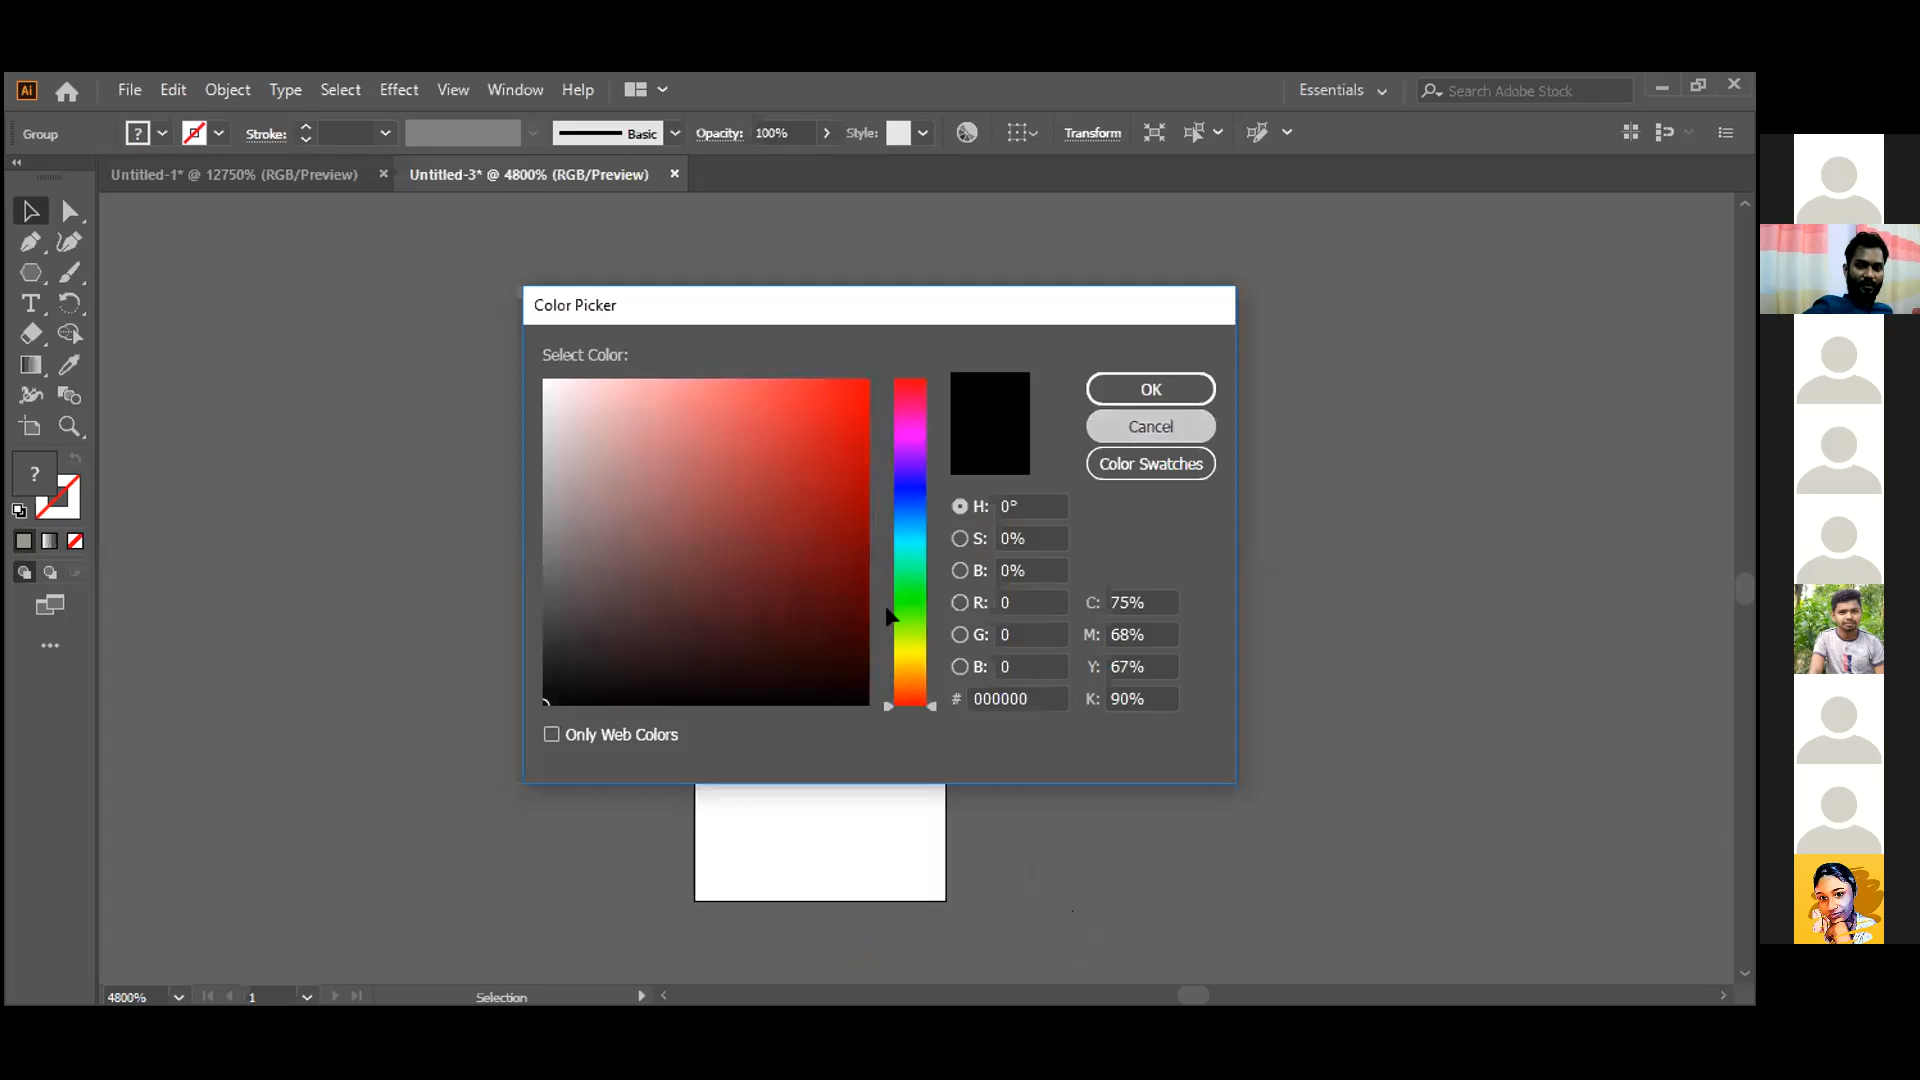 Ai File Edit Object Type Select Effect View Window Help Essentials Search Adobe Stock
Group ? Stroke: Basic Opacity: 100% Style: Transform
Untitled-1* @ 12750% (RGB/Preview) × Untitled-3* @ 4800% (RGB/Preview) ×
Color Picker
Select Color:
OK
Cancel
Color Swatches
?
H: 0°
S: 0%
B: 0%
R: 0 C: 75%
G: 0 M: 68%
B: 0 Y: 67%
# 000000 K: 90%
Only Web Colors
4800% 1 Selection